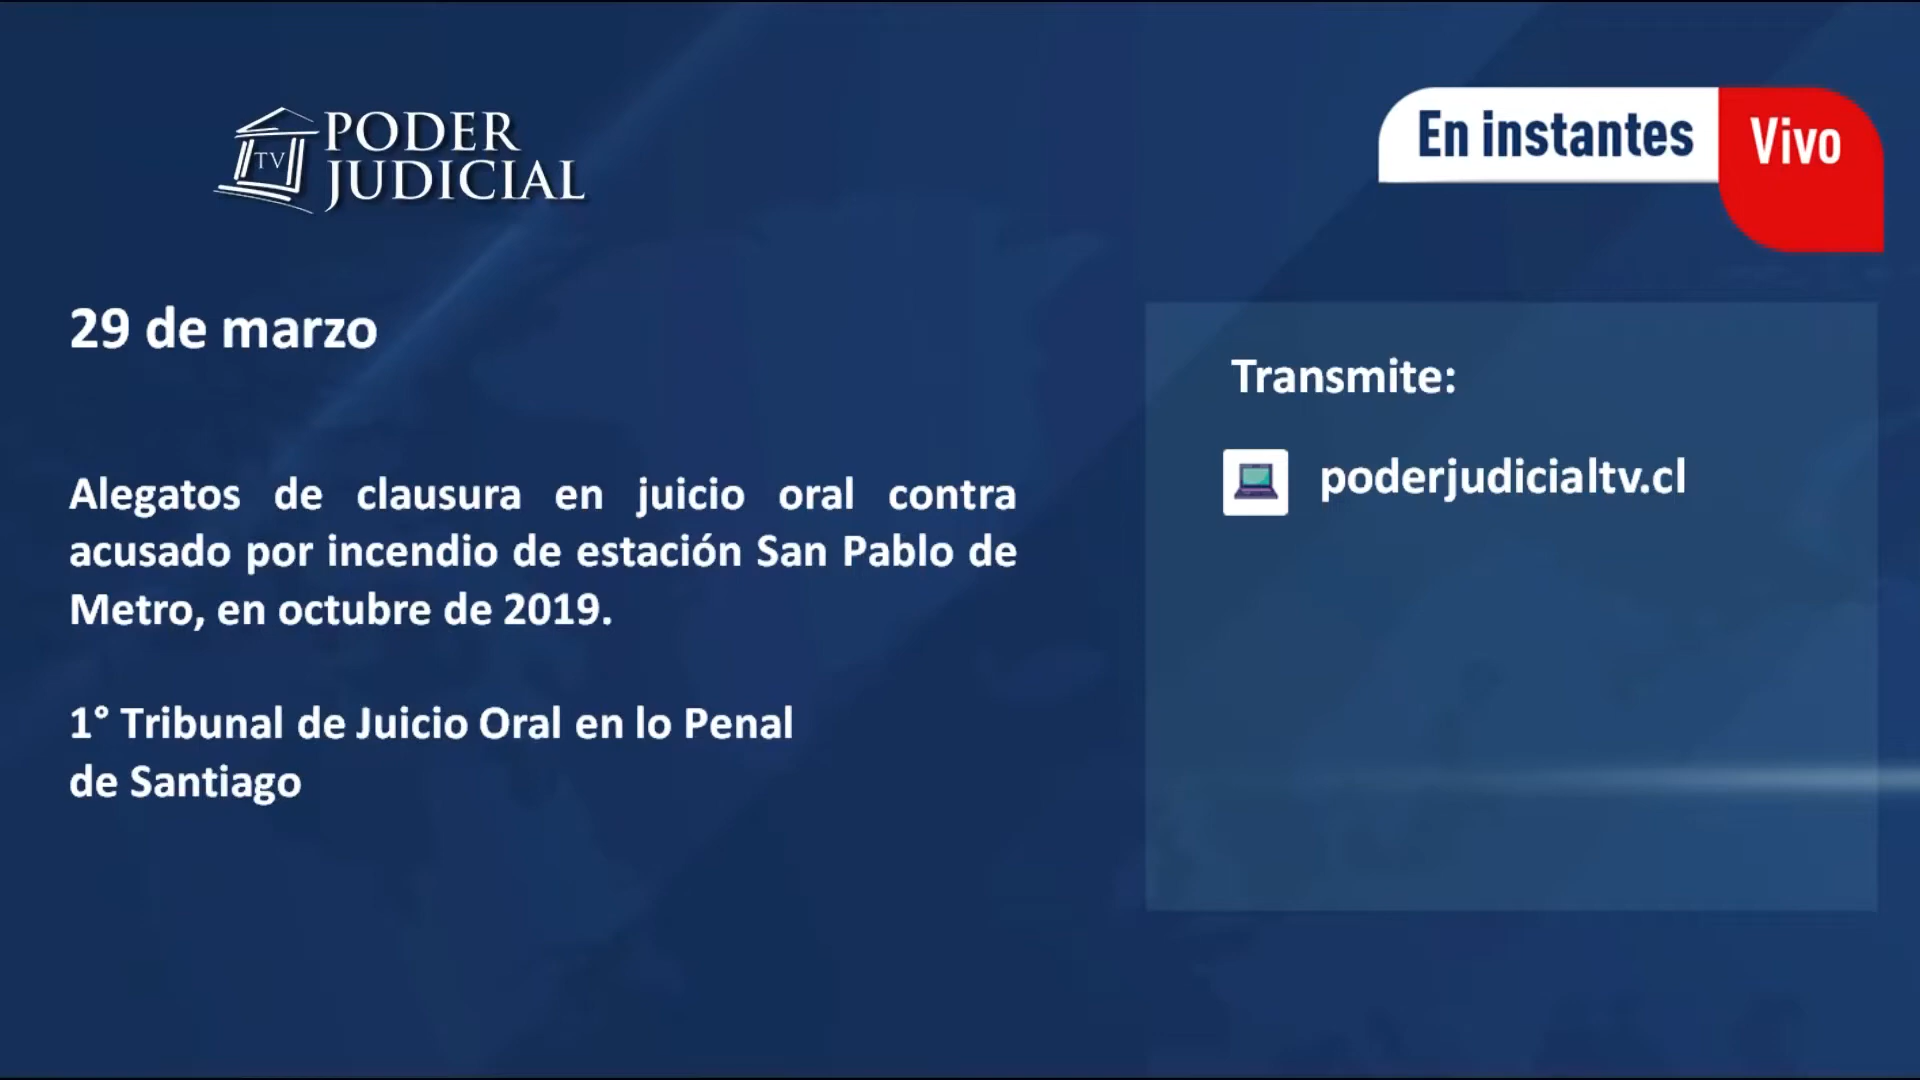 TV
PODER
JUDICIAL
En instantes
Vivo
29 de marzo
Alegatos de clausura en juicio oral contra
acusado por incendio de estación San Pablo de
Metro, en octubre de 2019.
1° Tribunal de Juicio Oral en lo Penal
de Santiago
Transmite:
poderjudicialtv.cl